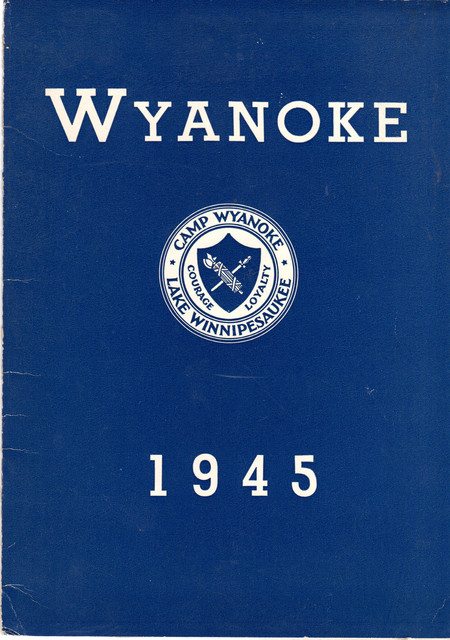 WYANOKE
CAMP WYANOKE
COURAGE LOYALTY
LAKE WINNIPESAUKEE
1945